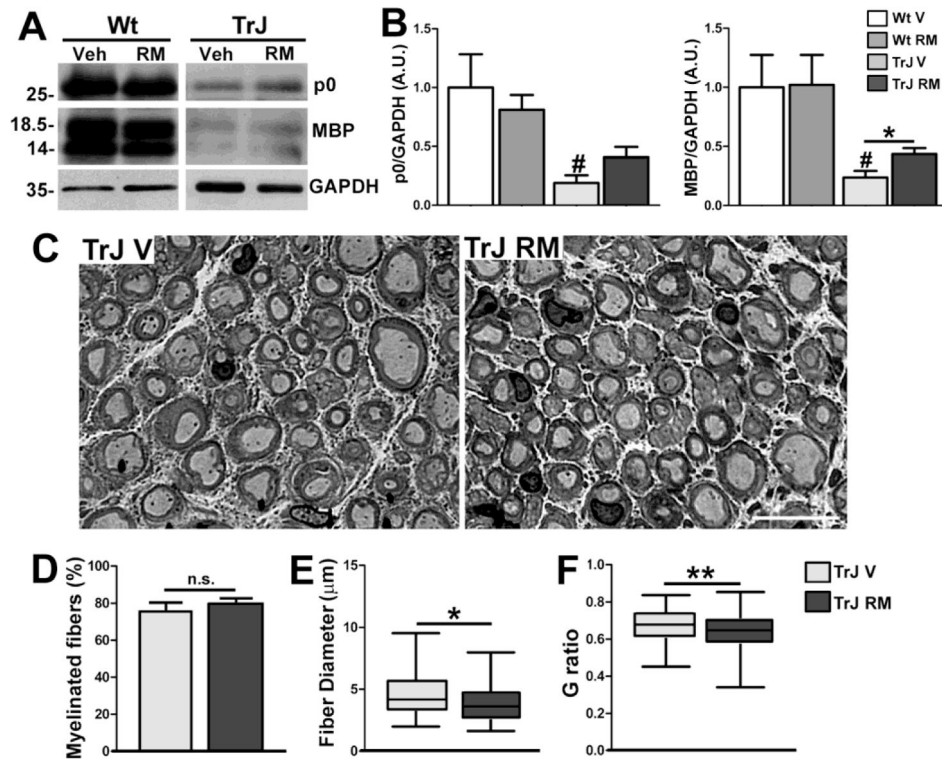 A
Wt
TrJ
Veh
RM
Veh
RM
25-
p0
18.5-
14-
MBP
35-
GAPDH
B
p0/GAPDH (A.U.)
1.5
1.0
0.5
0.0
#
MBP/GAPDH (A.U.)
1.5
1.0
0.5
0.0
#
*
Wt V
Wt RM
TrJ V
TrJ RM
C
TrJ V
TrJ RM
D
Myelinated fibers (%)
100
80
60
40
20
0
n.s.
E
Fiber Diameter (μm)
15
10
5
0
*
F
G ratio
1.0
0.8
0.6
0.4
0.2
0.0
**
TrJ V
TrJ RM